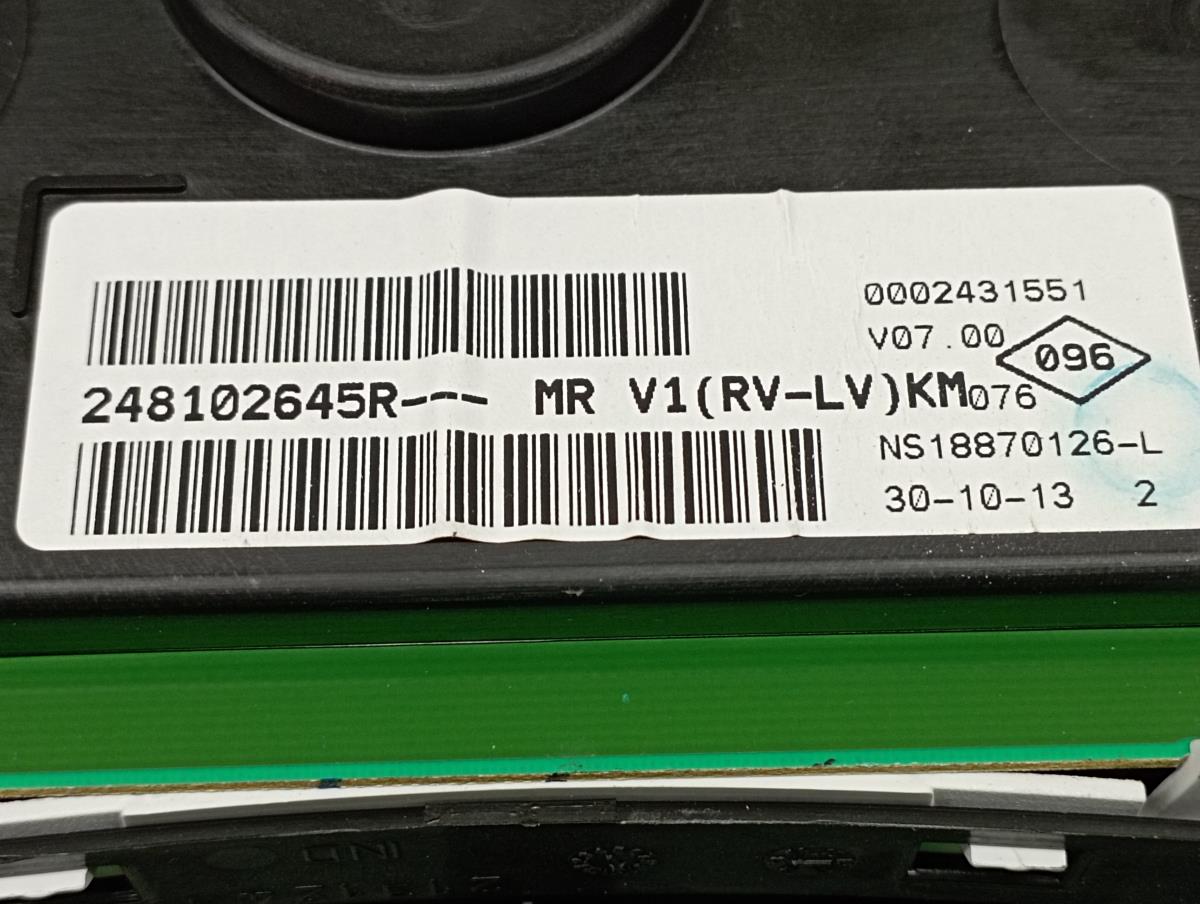 0002431551
V07.00
096
248102645R--- MR V1(RV-LV)KM076
NS18870126-L
30-10-13 2